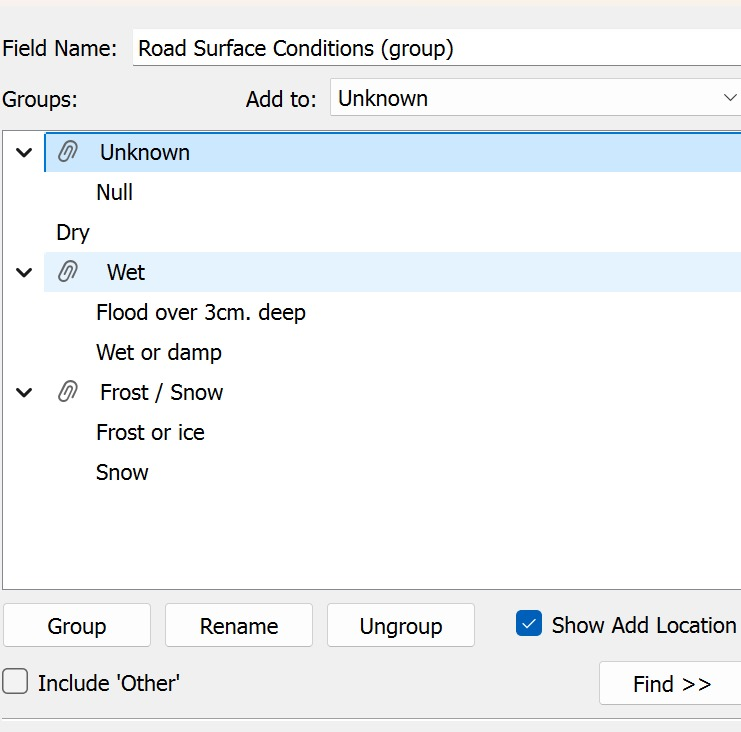 Field Name: Road Surface Conditions (group)
Groups: Add to: Unknown
Unknown
Null
Dry
Wet
Flood over 3cm. deep
Wet or damp
Frost / Snow
Frost or ice
Snow
Group Rename Ungroup Show Add Location
Include 'Other' Find >>